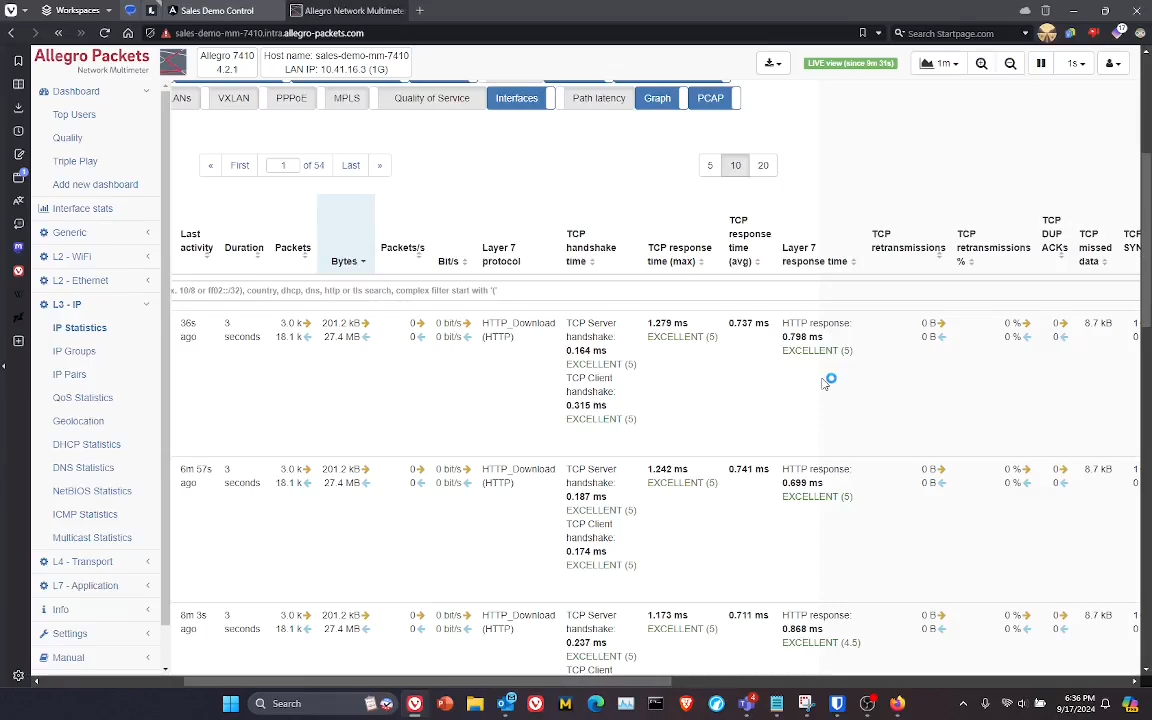 Workspaces
Sales Demo Control
Allegro Network Multimete
sales-demo-mm-7410.intra.allegro-packets.com
Search Startpage.com
17
Allegro Packets
Network Multimeter
Allegro 7410
4.2.1
Host name: sales-demo-mm-7410
LAN IP: 10.41.16.3 (1G)
LIVE view (since 9m 31s)
1m
1s
Dashboard
Top Users
Quality
Triple Play
Add new dashboard
Interface stats
Generic
L2 - WiFi
L2 - Ethernet
L3 - IP
IP Statistics
IP Groups
IP Pairs
QoS Statistics
Geolocation
DHCP Statistics
DNS Statistics
NetBIOS Statistics
ICMP Statistics
Multicast Statistics
L4 - Transport
L7 - Application
Info
Settings
Manual
ANs VXLAN PPPoE MPLS Quality of Service Interfaces Path latency Graph PCAP
« First 1 of 54 Last »
5 10 20
Last activity
Duration
Packets
Bytes
Packets/s
Bit/s
Layer 7 protocol
TCP handshake time
TCP response time (max)
TCP response time (avg)
Layer 7 response time
TCP retransmissions
TCP retransmissions %
TCP DUP ACKs
TCP missed data
TCP SYN
x. 10/8 or ff02::/32), country, dhcp, dns, http or tls search, complex filter start with '('
36s ago
3 seconds
3.0 k
18.1 k
201.2 kB
27.4 MB
0
0
0 bit/s
0 bit/s
HTTP_Download (HTTP)
TCP Server handshake:
0.164 ms
EXCELLENT (5)
TCP Client handshake:
0.315 ms
EXCELLENT (5)
1.279 ms
EXCELLENT (5)
0.737 ms
HTTP response:
0.798 ms
EXCELLENT (5)
0 B
0 B
0 %
0 %
0
0
8.7 kB
1
0
6m 57s ago
3 seconds
3.0 k
18.1 k
201.2 kB
27.4 MB
0
0
0 bit/s
0 bit/s
HTTP_Download (HTTP)
TCP Server handshake:
0.187 ms
EXCELLENT (5)
TCP Client handshake:
0.174 ms
EXCELLENT (5)
1.242 ms
EXCELLENT (5)
0.741 ms
HTTP response:
0.699 ms
EXCELLENT (5)
0 B
0 B
0 %
0 %
0
0
8.7 kB
1
0
8m 3s ago
3 seconds
3.0 k
18.1 k
201.2 kB
27.4 MB
0
0
0 bit/s
0 bit/s
HTTP_Download (HTTP)
TCP Server handshake:
0.237 ms
EXCELLENT (5)
TCP Client
1.173 ms
EXCELLENT (5)
0.711 ms
HTTP response:
0.868 ms
EXCELLENT (4.5)
0 B
0 B
0 %
0 %
0
0
8.7 kB
1
0
Search
4
6:36 PM
9/17/2024